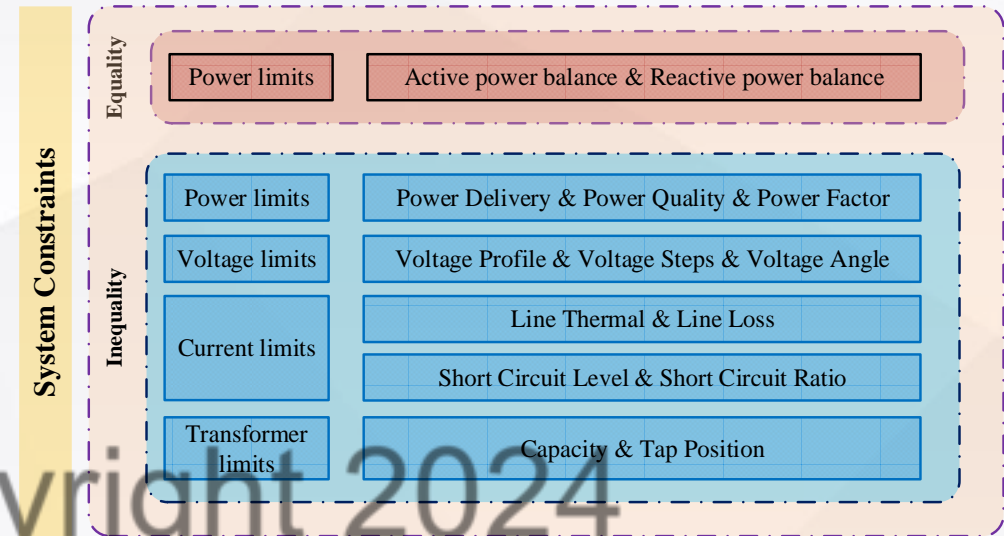 System Constraints
Equality
Power limits
Active power balance & Reactive power balance
Inequality
Power limits
Power Delivery & Power Quality & Power Factor
Voltage limits
Voltage Profile & Voltage Steps & Voltage Angle
Current limits
Line Thermal & Line Loss
Short Circuit Level & Short Circuit Ratio
Transformer
limits
Capacity & Tap Position
yright 2024